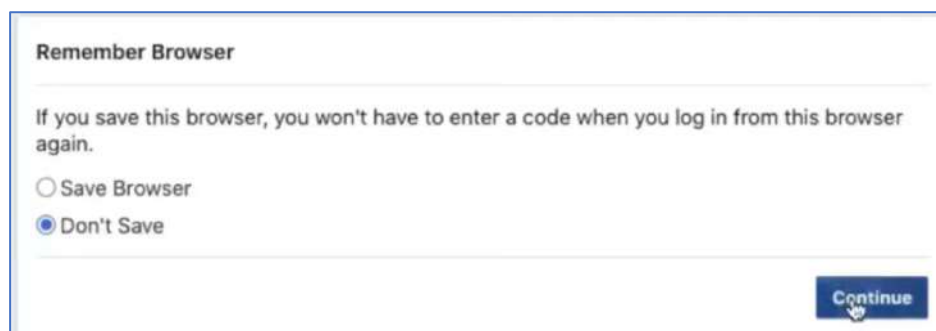 Remember Browser
If you save this browser, you won't have to enter a code when you log in from this browser
again.
Save Browser
Don't Save
Continue